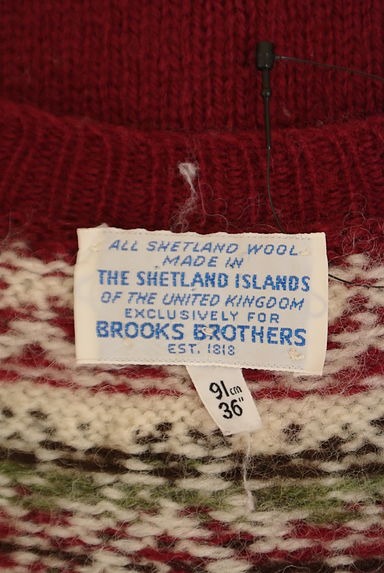 ALL SHETLAND WOOL
MADE IN
THE SHETLAND ISLANDS
OF THE UNITED KINGDOM
EXCLUSIVELY FOR
BROOKS BROTHERS
EST. 1818
91cm
36"